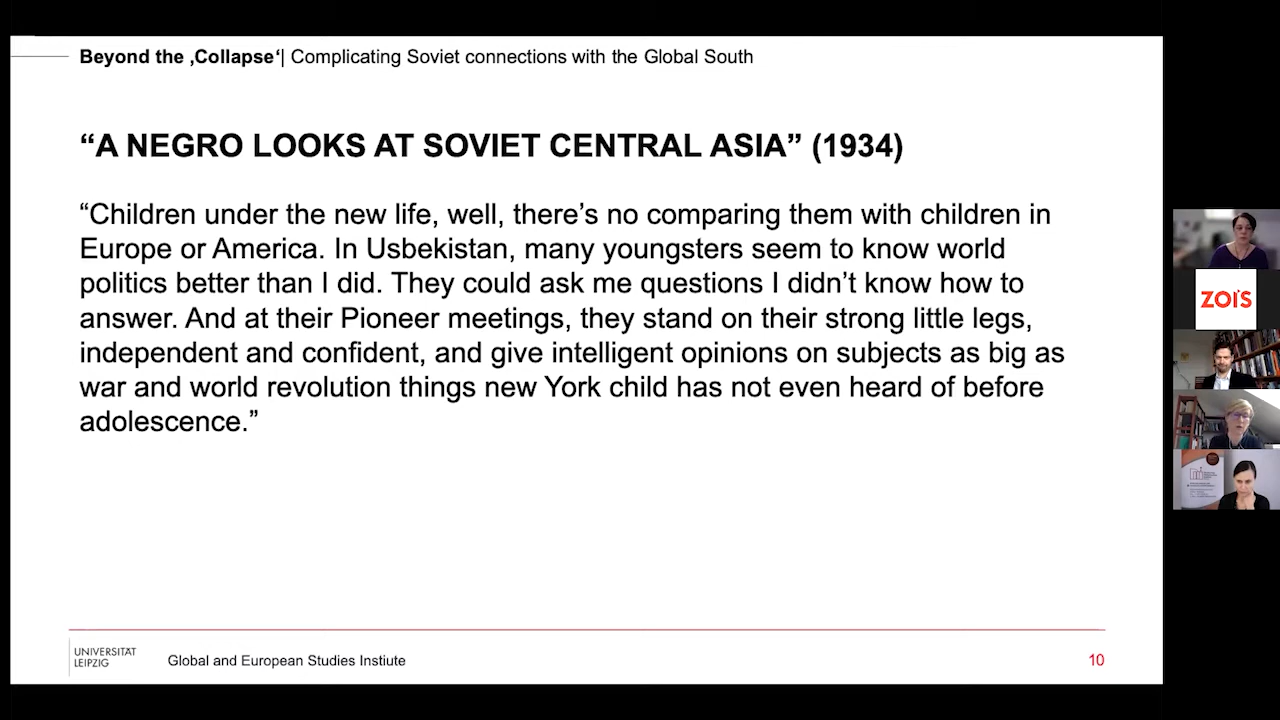 Beyond the ‚Collapse‘| Complicating Soviet connections with the Global South
“A NEGRO LOOKS AT SOVIET CENTRAL ASIA” (1934)
“Children under the new life, well, there’s no comparing them with children in
Europe or America. In Usbekistan, many youngsters seem to know world
politics better than I did. They could ask me questions I didn’t know how to
answer. And at their Pioneer meetings, they stand on their strong little legs,
independent and confident, and give intelligent opinions on subjects as big as
war and world revolution things new York child has not even heard of before
adolescence.”
ZOiS
UNIVERSITÄT
LEIPZIG
Global and European Studies Instiute
10